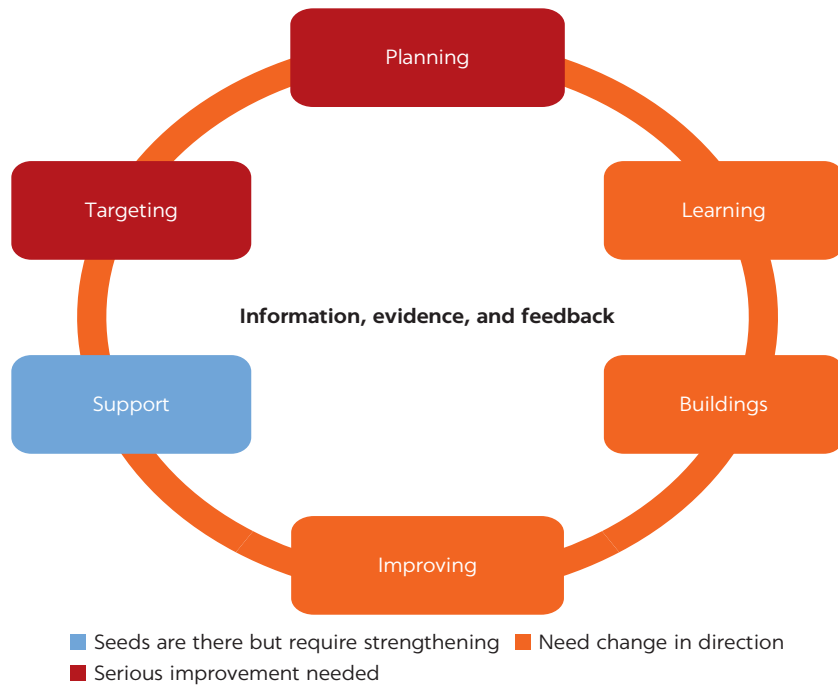 Planning
Targeting
Learning
Information, evidence, and feedback
Support
Buildings
Improving
Seeds are there but require strengthening
Need change in direction
Serious improvement needed